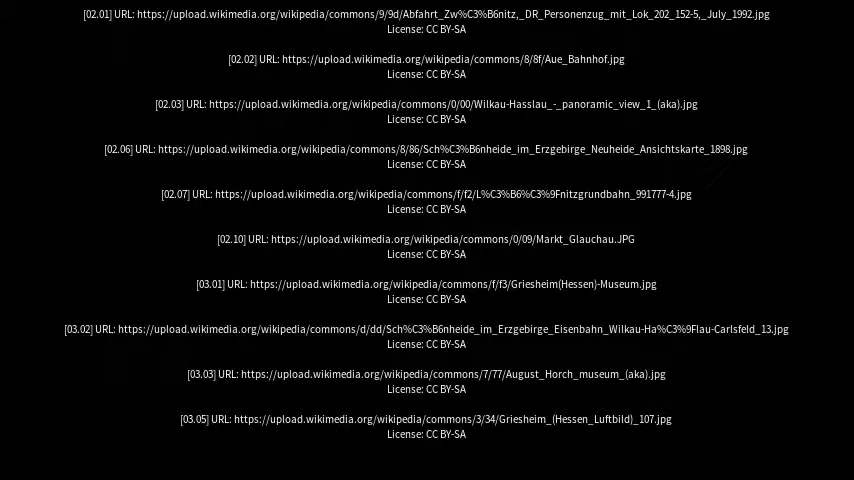 [02.01] URL: https://upload.wikimedia.org/wikipedia/commons/9/9d/Abfahrt_Zw%C3%B6nitz,_DR_Personenzug_mit_Lok_202_152-5,_July_1992.jpg
License: CC BY-SA
[02.02] URL: https://upload.wikimedia.org/wikipedia/commons/8/8f/Aue_Bahnhof.jpg
License: CC BY-SA
[02.03] URL: https://upload.wikimedia.org/wikipedia/commons/0/00/Wilkau-Hasslau_-_panoramic_view_1_(aka).jpg
License: CC BY-SA
[02.06] URL: https://upload.wikimedia.org/wikipedia/commons/8/86/Sch%C3%B6nheide_im_Erzgebirge_Neuheide_Ansichtskarte_1898.jpg
License: CC BY-SA
[02.07] URL: https://upload.wikimedia.org/wikipedia/commons/f/f2/L%C3%B6%C3%9Fnitzgrundbahn_991777-4.jpg
License: CC BY-SA
[02.10] URL: https://upload.wikimedia.org/wikipedia/commons/0/09/Markt_Glauchau.JPG
License: CC BY-SA
[03.01] URL: https://upload.wikimedia.org/wikipedia/commons/f/f3/Griesheim(Hessen)-Museum.jpg
License: CC BY-SA
[03.02] URL: https://upload.wikimedia.org/wikipedia/commons/d/dd/Sch%C3%B6nheide_im_Erzgebirge_Eisenbahn_Wilkau-Ha%C3%9Flau-Carlsfeld_13.jpg
License: CC BY-SA
[03.03] URL: https://upload.wikimedia.org/wikipedia/commons/7/77/August_Horch_museum_(aka).jpg
License: CC BY-SA
[03.05] URL: https://upload.wikimedia.org/wikipedia/commons/3/34/Griesheim_(Hessen_Luftbild)_107.jpg
License: CC BY-SA